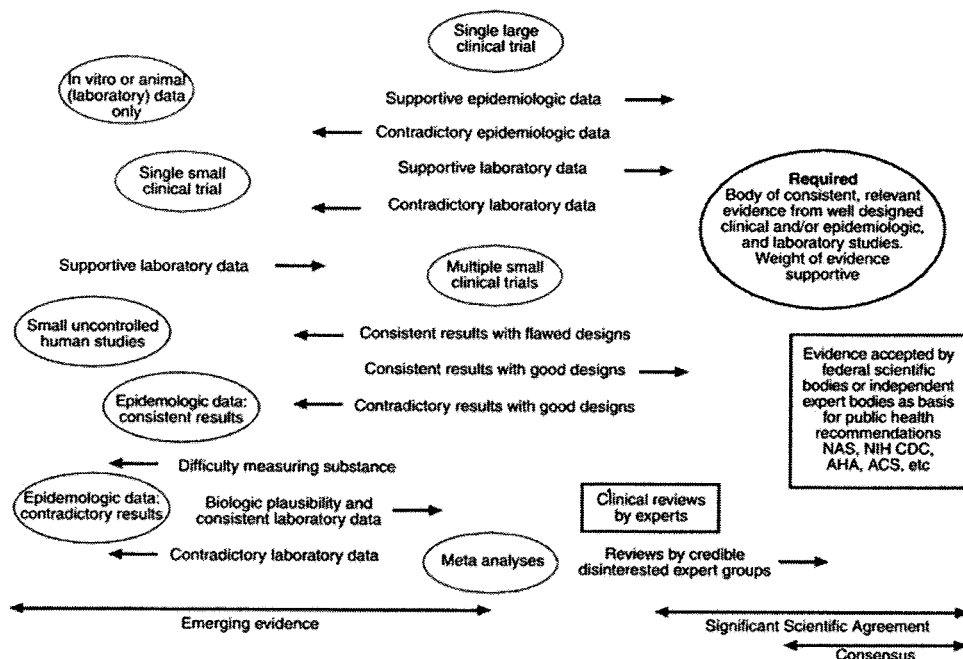 Single large
clinical trial
In vitro or animal
(laboratory) data
only
Supportive epidemiologic data
Contradictory epidemiologic data
Supportive laboratory data
Single small
clinical trial
Contradictory laboratory data
Required
Body of consistent, relevant
evidence from well designed
clinical and/or epidemiologic,
and laboratory studies.
Weight of evidence
supportive
Supportive laboratory data
Multiple small
clinical trials
Small uncontrolled
human studies
Consistent results with flawed designs
Consistent results with good designs
Evidence accepted by
federal scientific
bodies or independent
expert bodies as basis
for public health
recommendations
NAS, NIH CDC,
AHA, ACS, etc
Epidemologic data:
consistent results
Contradictory results with good designs
Difficulty measuring substance
Epidemologic data:
contradictory results
Biologic plausibility and
consistent laboratory data
Clinical reviews
by experts
Contradictory laboratory data
Meta analyses
Reviews by credible
disinterested expert groups
Emerging evidence
Significant Scientific Agreement
Consensus